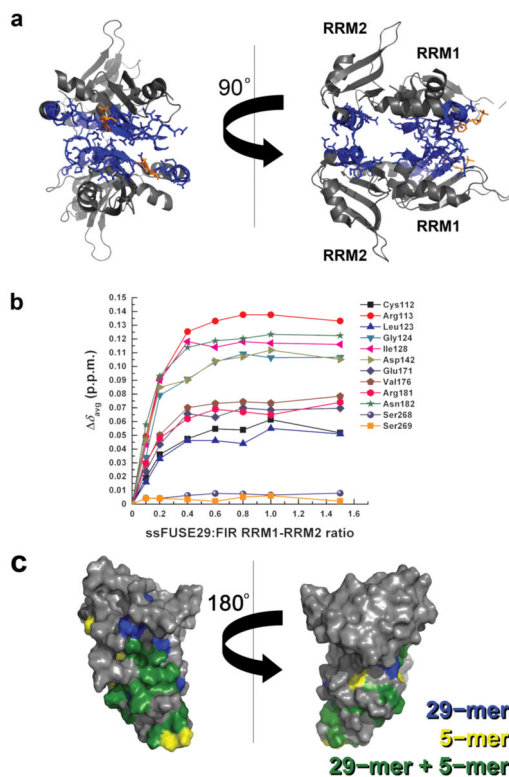 a
90°
RRM2
RRM1
RRM2
RRM1
b
Δδavg (p.p.m.)
0.15
0.14
0.13
0.12
0.11
0.10
0.09
0.08
0.07
0.06
0.05
0.04
0.03
0.02
0.01
0
0.0 0.2 0.4 0.6 0.8 1.0 1.2 1.4 1.6
ssFUSE29:FIR RRM1-RRM2 ratio
Cys112
Arg113
Leu123
Gly124
Ile128
Asp142
Glu171
Val176
Arg181
Asn182
Ser268
Ser269
c
180°
29-mer
5-mer
29-mer + 5-mer